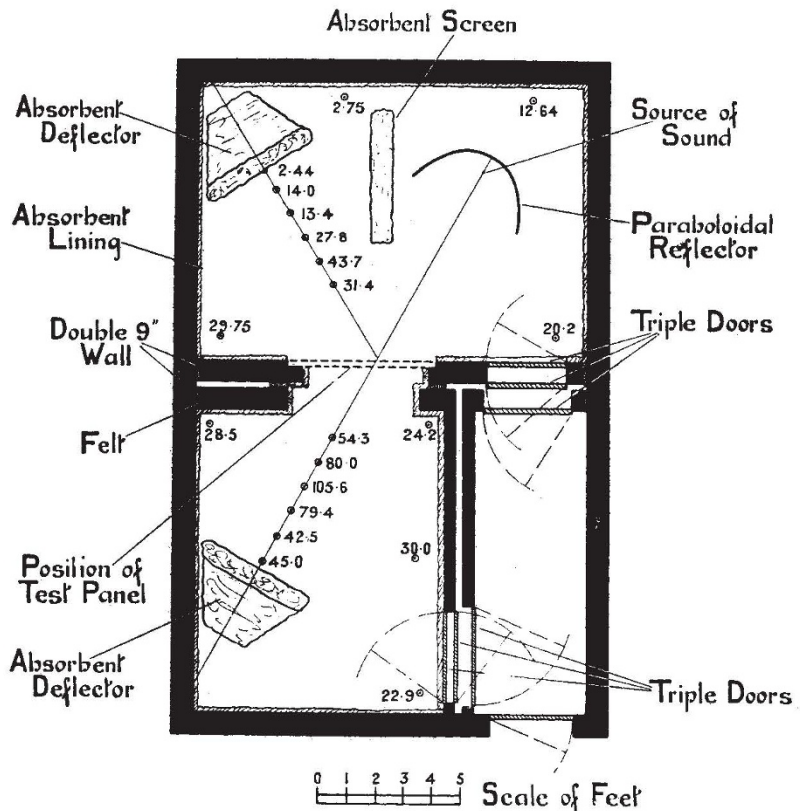 Absorbent Screen
Absorbent
Deflector
2.75
12.64
Source of
Sound
2.44
14.0
13.4
27.8
43.7
31.4
Absorbent
Lining
Paraboloidal
Reflector
29.75
20.2
Double 9"
Wall
Triple Doors
Felt
28.5
24.2
54.3
80.0
105.6
79.4
42.5
45.0
30.0
Position of
Test Panel
Absorbent
Deflector
22.9
Triple Doors
0 1 2 3 4 5
Scale of Feet